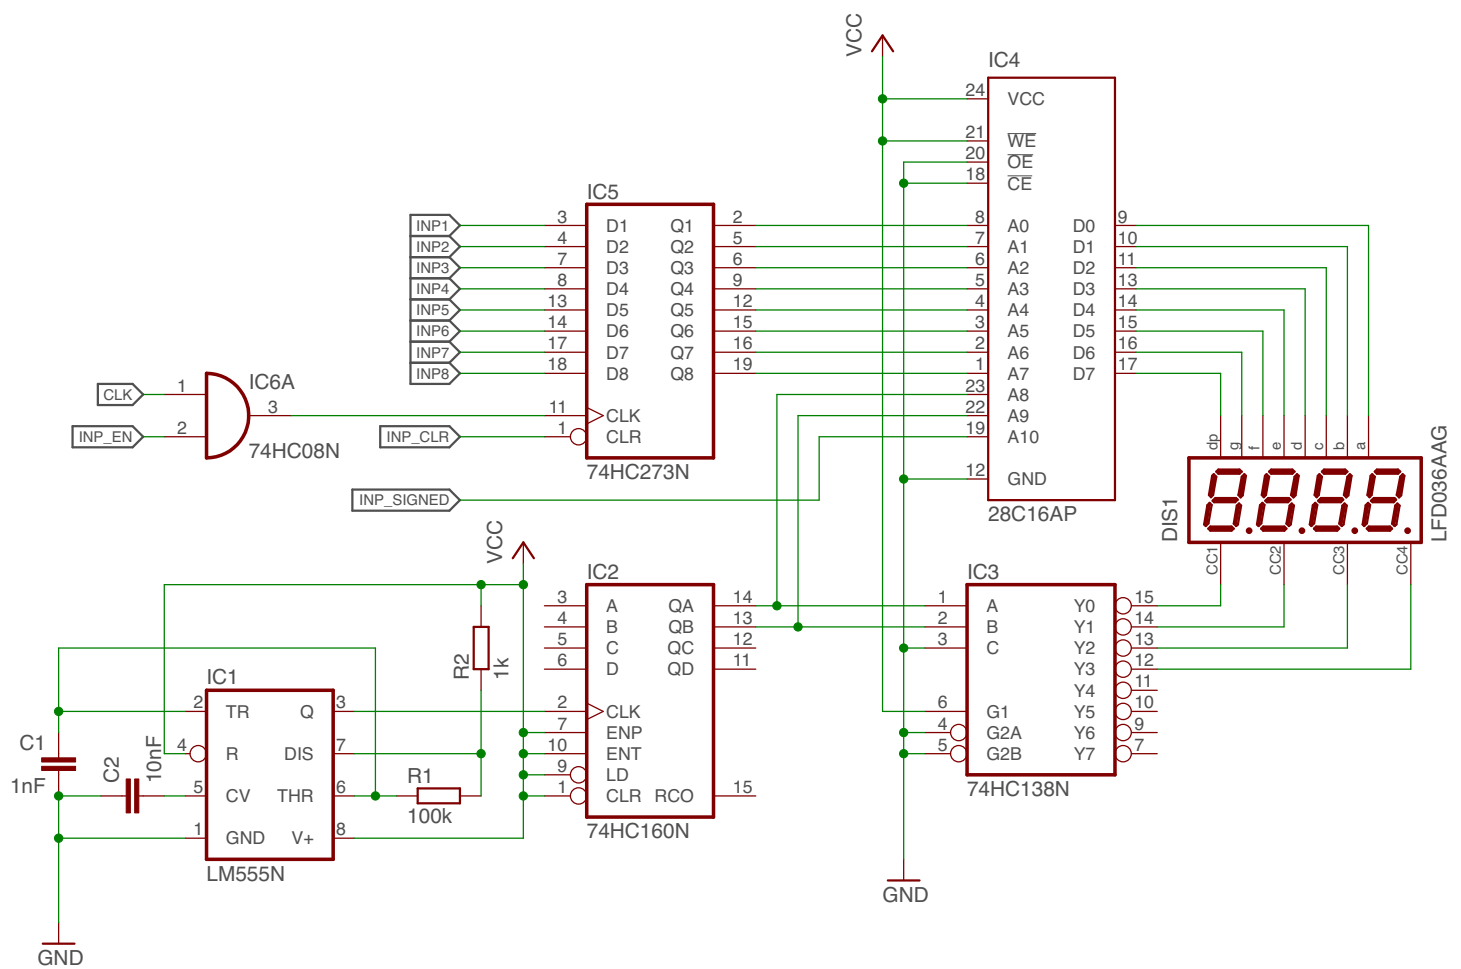 VCC
IC4
24 VCC
21 WE
20 OE
18 CE
8 A0 D0 9
7 A1 D1 10
6 A2 D2 11
5 A3 D3 13
4 A4 D4 14
3 A5 D5 15
2 A6 D6 16
1 A7 D7 17
23 A8
22 A9
19 A10
12 GND
28C16AP
IC5
INP1 3 D1 Q1 2
INP2 4 D2 Q2 5
INP3 7 D3 Q3 6
INP4 8 D4 Q4 9
INP5 13 D5 Q5 12
INP6 14 D6 Q6 15
INP7 17 D7 Q7 16
INP8 18 D8 Q8 19
11 CLK
INP_CLR 1 CLR
74HC273N
INP_SIGNED
IC6A
CLK 1
3
INP_EN 2
74HC08N
dp g f e d c b a
DIS1
8.8.8.8.
LFD036AAG
CC1 CC2 CC3 CC4
VCC
IC2
3 A QA 14
4 B QB 13
5 C QC 12
6 D QD 11
2 CLK
7 ENP
10 ENT
9 LD
1 CLR RCO 15
74HC160N
IC3
1 A Y0 15
2 B Y1 14
3 C Y2 13
Y3 12
Y4 11
6 G1 Y5 10
4 G2A Y6 9
5 G2B Y7 7
74HC138N
R2
1k
IC1
2 TR Q 3
4 R DIS 7
5 CV THR 6
1 GND V+ 8
LM555N
C1
1nF
C2
10nF
R1
100k
GND
GND